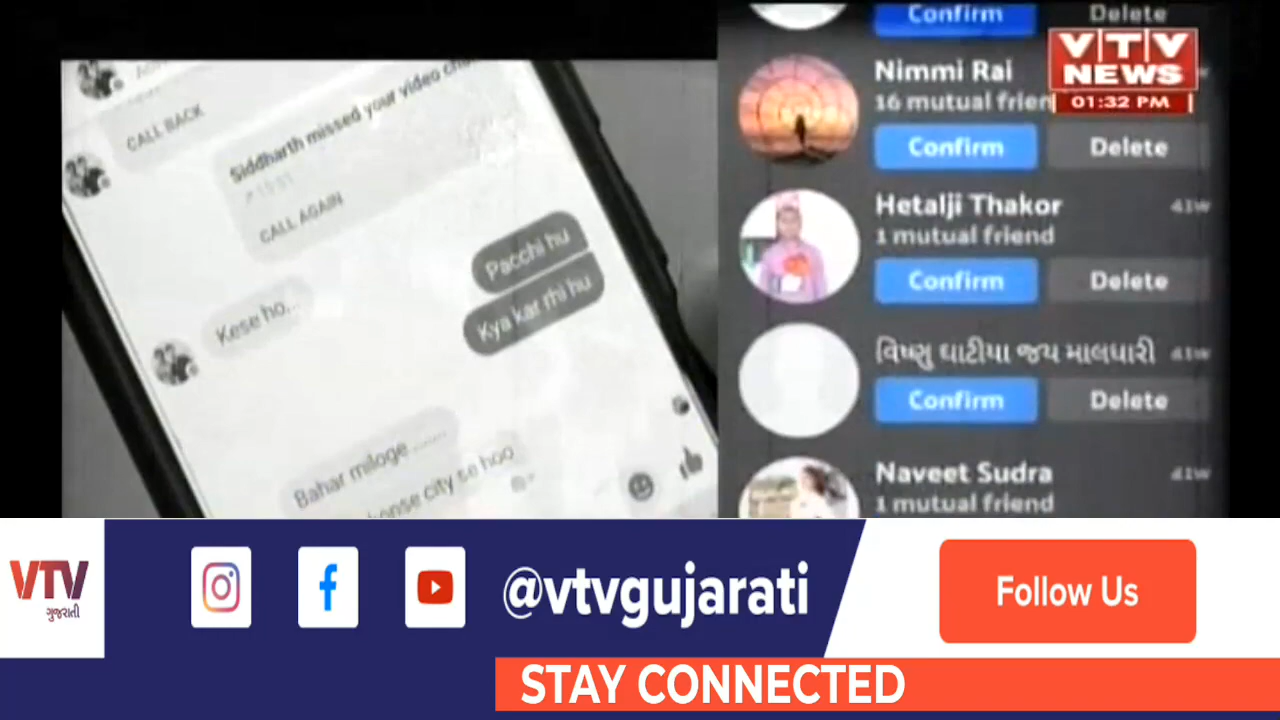 CALL BACK
Siddharth missed your video
CALL AGAIN
Pacchi hu
Kya kar rhi hu
Kese ho...
Bahar miloge .......
city se hoo
Confirm Delete
Nimmi Rai
16 mutual frien
Confirm Delete
Hetalji Thakor 41w
1 mutual friend
Confirm Delete
વિષ્ણુ ઘાટીયા જય માલધારી 41w
Confirm Delete
Naveet Sudra 41w
1 mutual friend
VTV
NEWS
01:32 PM
VTV
ગુજરાતી
@vtvgujarati
Follow Us
STAY CONNECTED